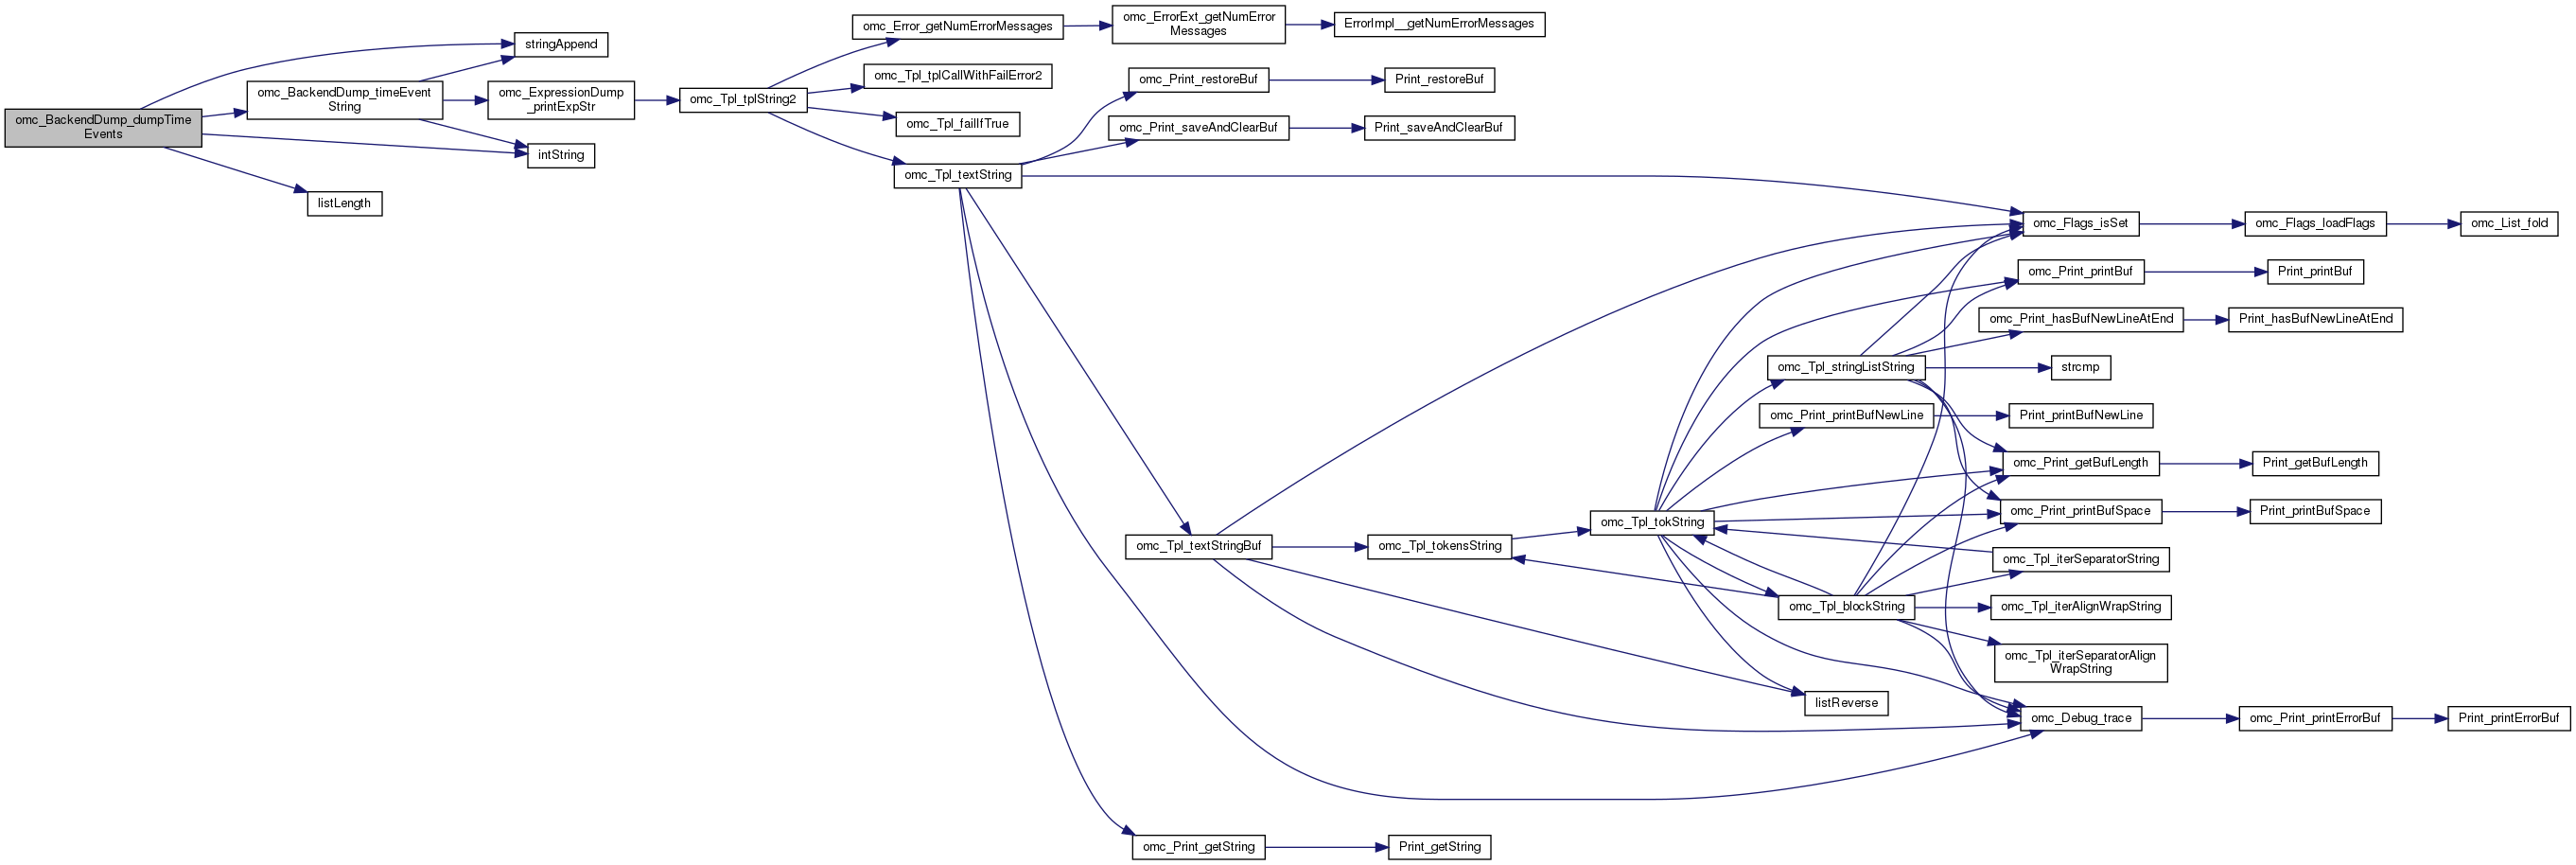 omc_BackendDump_dumpTime
Events
stringAppend
omc_BackendDump_timeEvent
String
omc_ExpressionDump
_printExpStr
intString
listLength
omc_Tpl_tplString2
omc_Error_getNumErrorMessages
omc_ErrorExt_getNumError
Messages
ErrorImpl__getNumErrorMessages
omc_Tpl_tplCallWithFailError2
omc_Tpl_failIfTrue
omc_Tpl_textString
omc_Print_restoreBuf
Print_restoreBuf
omc_Print_saveAndClearBuf
Print_saveAndClearBuf
omc_Flags_isSet
omc_Flags_loadFlags
omc_List_fold
omc_Print_printBuf
Print_printBuf
omc_Print_hasBufNewLineAtEnd
Print_hasBufNewLineAtEnd
omc_Tpl_stringListString
strcmp
omc_Print_printBufNewLine
Print_printBufNewLine
omc_Print_getBufLength
Print_getBufLength
omc_Print_printBufSpace
Print_printBufSpace
omc_Tpl_tokString
omc_Tpl_textStringBuf
omc_Tpl_tokensString
omc_Tpl_iterSeparatorString
omc_Tpl_blockString
omc_Tpl_iterAlignWrapString
omc_Tpl_iterSeparatorAlign
WrapString
listReverse
omc_Debug_trace
omc_Print_printErrorBuf
Print_printErrorBuf
omc_Print_getString
Print_getString